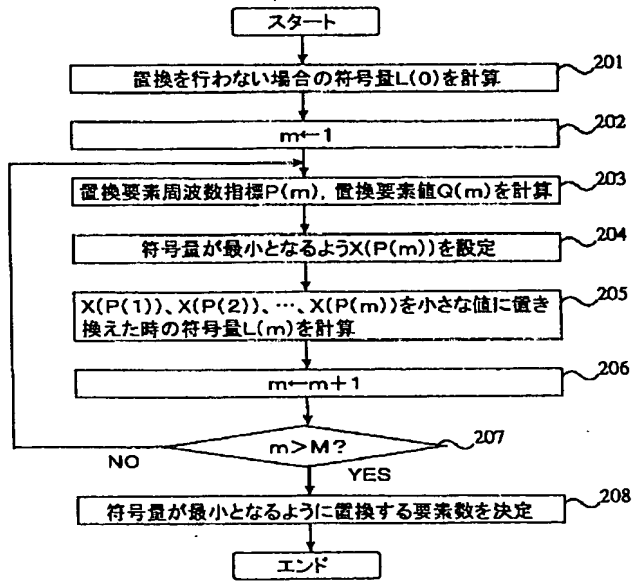 スタート
置換を行わない場合の符号量L(0)を計算
201
m←1
202
置換要素周波数指標P(m), 置換要素値Q(m)を計算
203
符号量が最小となるようX(P(m))を設定
204
X(P(1))、X(P(2))、…、X(P(m))を小さな値に置き
換えた時の符号量L(m)を計算
205
m←m+1
206
m>M?
207
NO
YES
符号量が最小となるように置換する要素数を決定
208
エンド